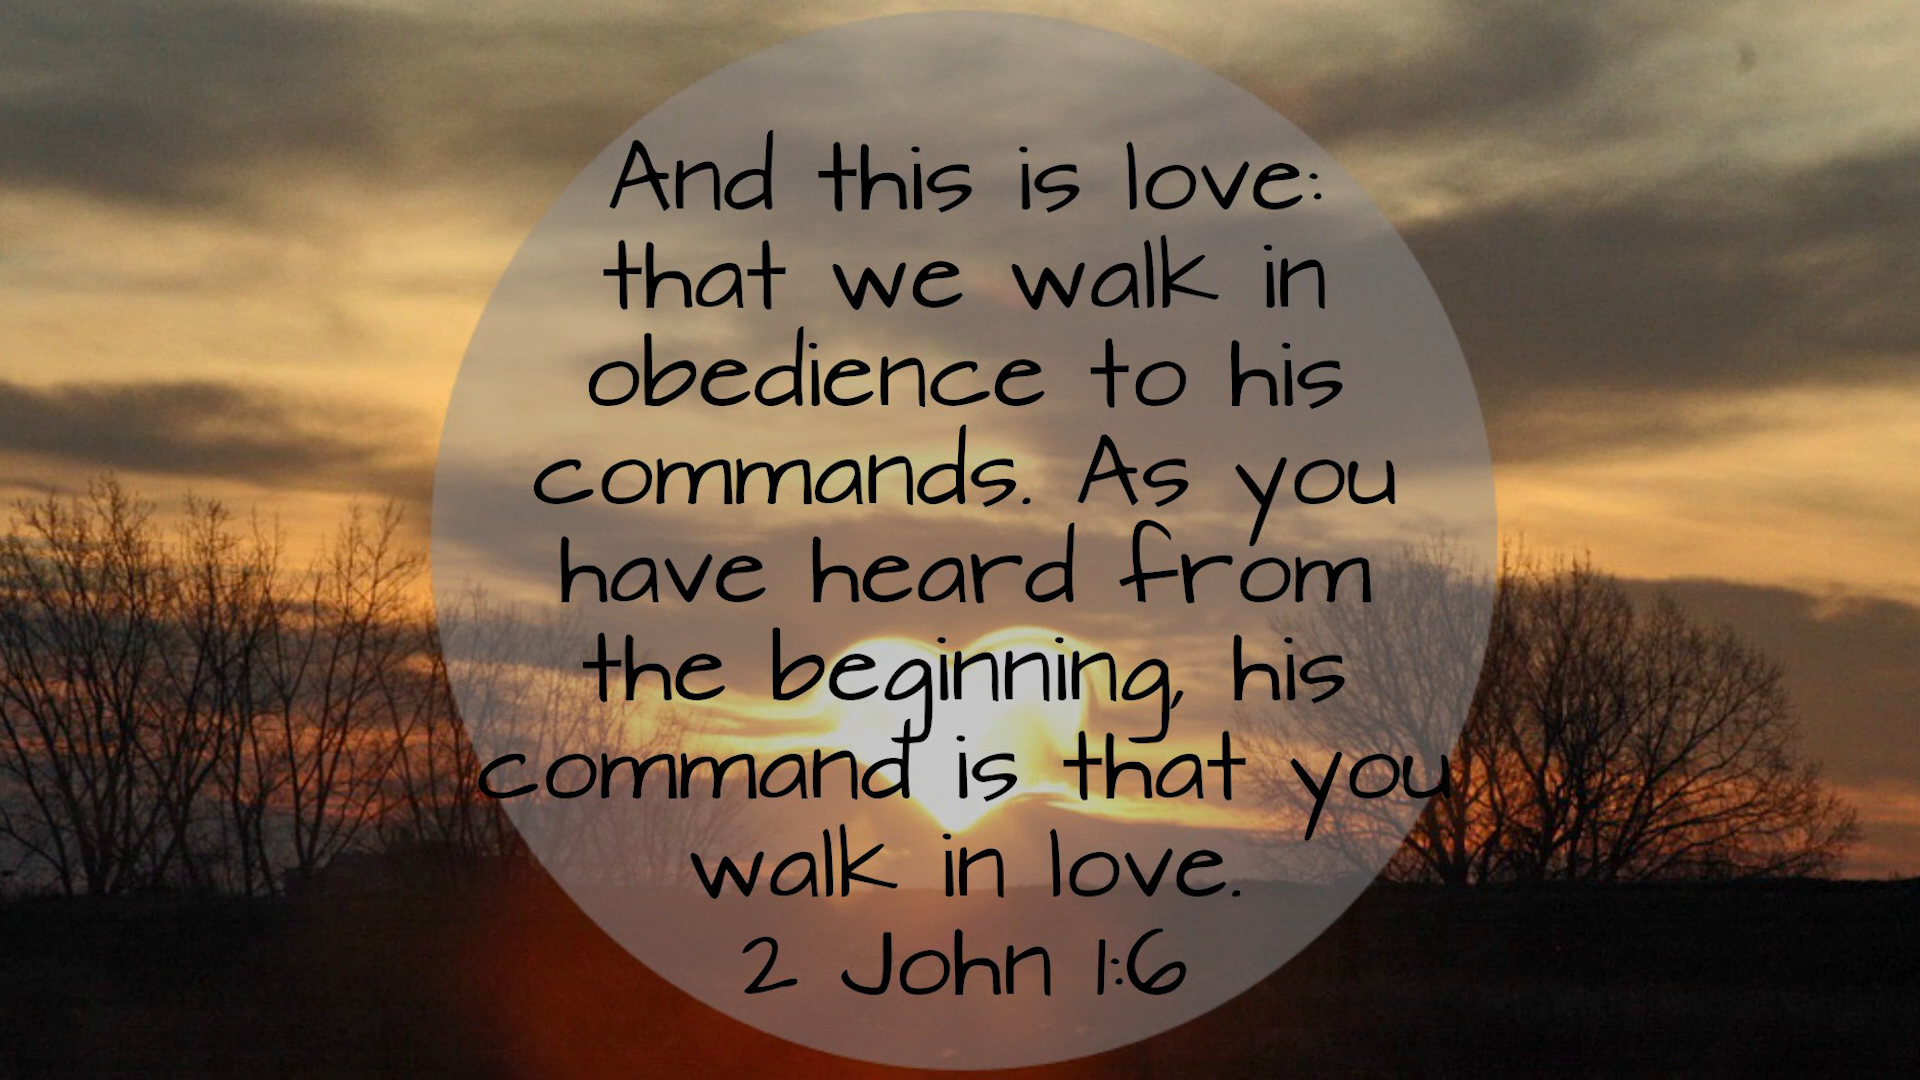 And this is love:
that we walk in
obedience to his
commands. As you
have heard from
the beginning, his
command is that you
walk in love.
2 John 1:6